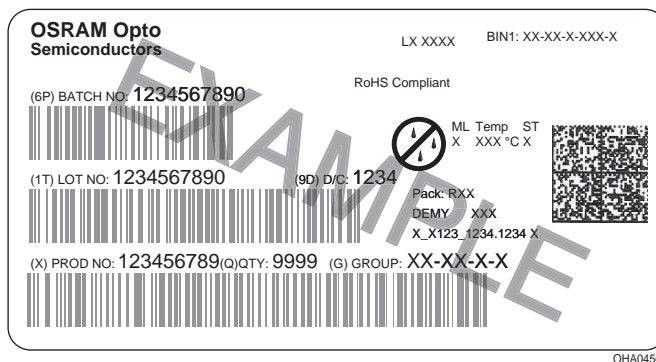 OSRAM Opto
Semiconductors
LX XXXX
BIN1: XX-XX-X-XXX-X
RoHS Compliant
(6P) BATCH NO: 1234567890
ML Temp ST
X XXX °C X
(1T) LOT NO: 1234567890
(9D) D/C: 1234
Pack: RXX
DEMY XXX
X_X123_1234.1234 X
(X) PROD NO: 123456789(Q)QTY: 9999 (G) GROUP: XX-XX-X-X
EXAMPLE